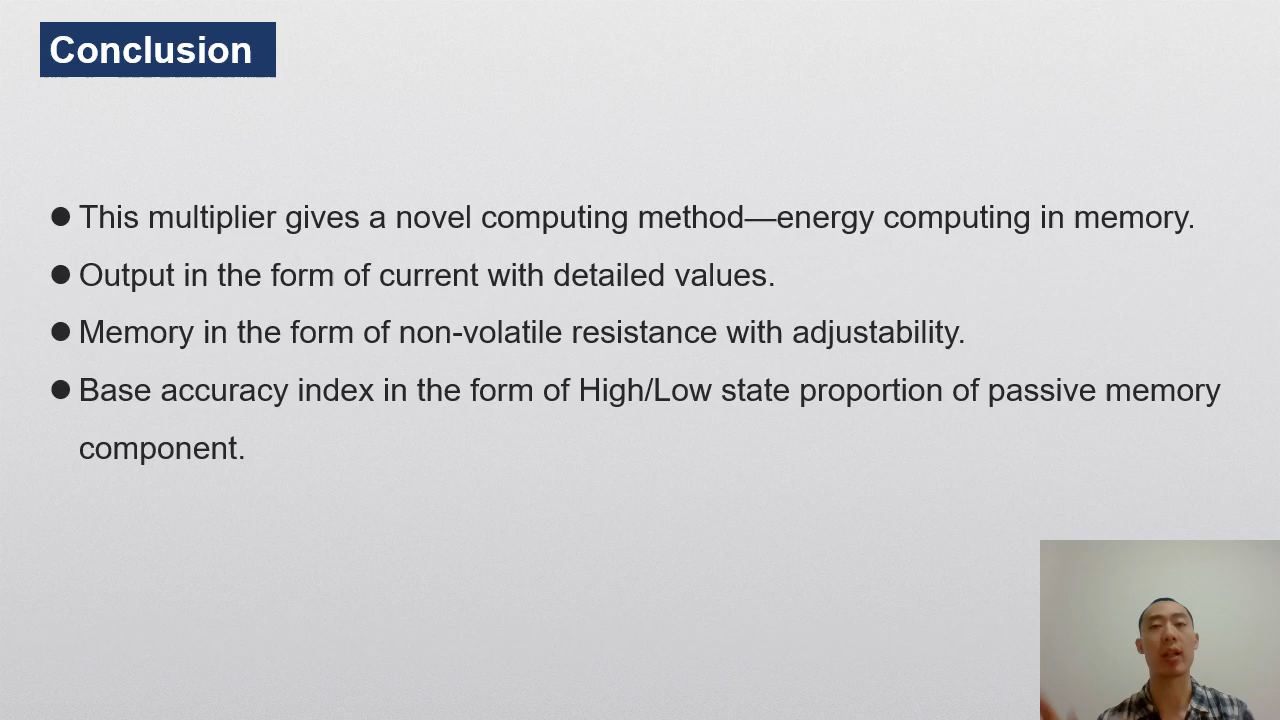 Conclusion
● This multiplier gives a novel computing method—energy computing in memory.
● Output in the form of current with detailed values.
● Memory in the form of non-volatile resistance with adjustability.
● Base accuracy index in the form of High/Low state proportion of passive memory
component.